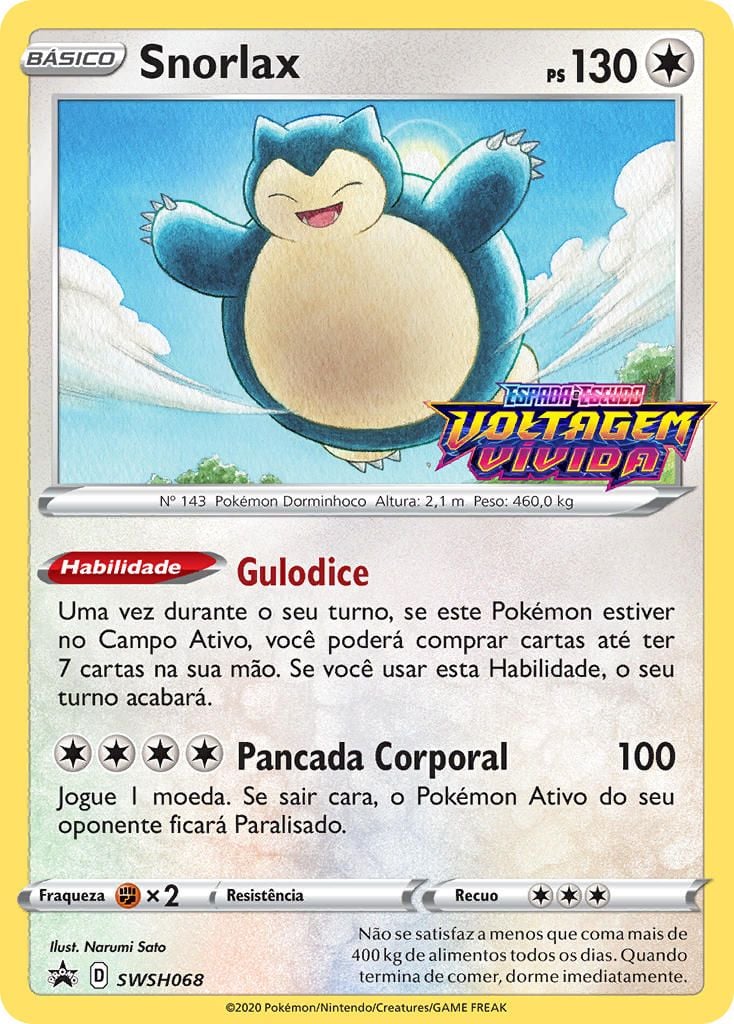 BÁSICO Snorlax PS 130
ESPADA E ESCUDO
VOLTAGEM
VÍVIDA
Nº 143 Pokémon Dorminhoco Altura: 2,1 m Peso: 460,0 kg
Habilidade Gulodice
Uma vez durante o seu turno, se este Pokémon estiver
no Campo Ativo, você poderá comprar cartas até ter
7 cartas na sua mão. Se você usar esta Habilidade, o seu
turno acabará.
Pancada Corporal 100
Jogue 1 moeda. Se sair cara, o Pokémon Ativo do seu
oponente ficará Paralisado.
Fraqueza ×2 Resistência Recuo
Ilust. Narumi Sato
D SWSH068
Não se satisfaz a menos que coma mais de
400 kg de alimentos todos os dias. Quando
termina de comer, dorme imediatamente.
©2020 Pokémon/Nintendo/Creatures/GAME FREAK